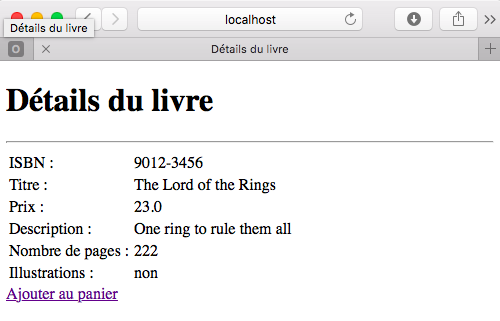 localhost
Détails du livre
Détails du livre
Détails du livre
ISBN : 9012-3456
Titre : The Lord of the Rings
Prix : 23.0
Description : One ring to rule them all
Nombre de pages : 222
Illustrations : non
Ajouter au panier